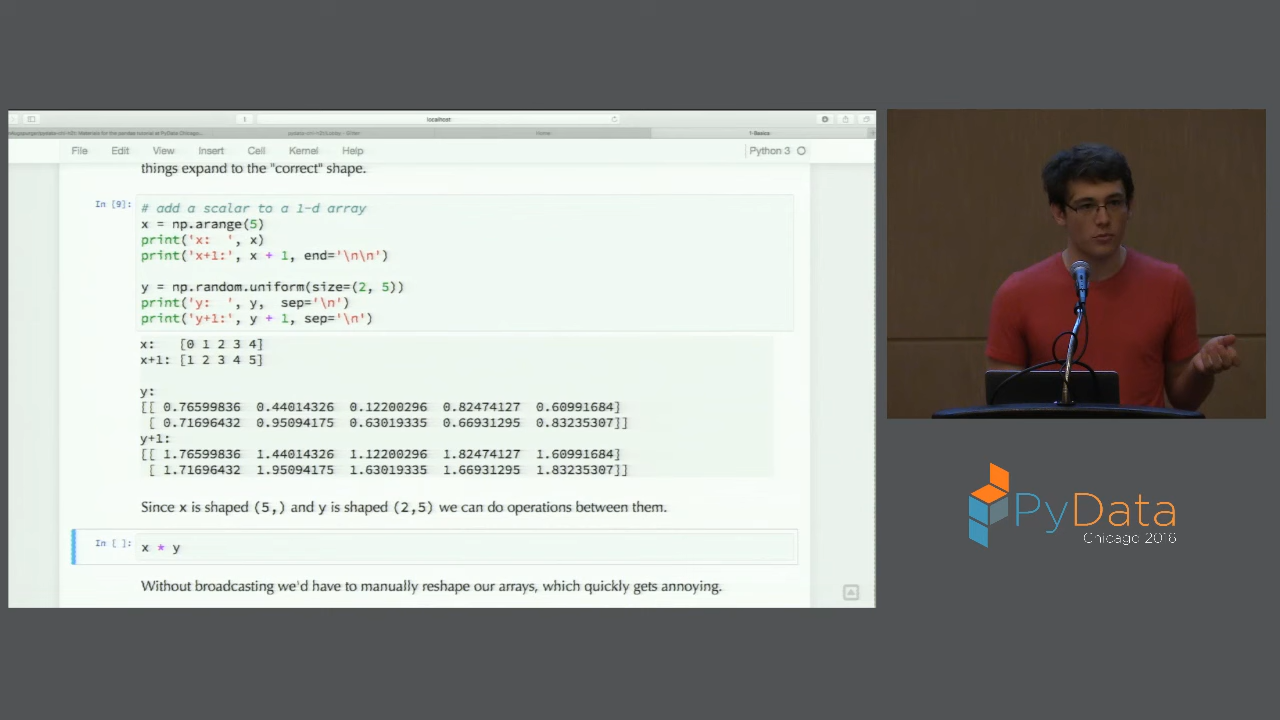 localhost
Home
1-Basics
File Edit View Insert Cell Kernel Help
Python 3
things expand to the "correct" shape.
In [9]:
# add a scalar to a 1-d array
x = np.arange(5)
print('x:  ', x)
print('x+1:', x + 1, end='\n\n')
y = np.random.uniform(size=(2, 5))
print('y:  ', y,  sep='\n')
print('y+1:', y + 1, sep='\n')
x:   [0 1 2 3 4]
x+1: [1 2 3 4 5]
y:
[[ 0.76599836  0.44014326  0.12200296  0.82474127  0.60991684]
[ 0.71696432  0.95094175  0.63019335  0.66931295  0.83235307]]
y+1:
[[ 1.76599836  1.44014326  1.12200296  1.82474127  1.60991684]
[ 1.71696432  1.95094175  1.63019335  1.66931295  1.83235307]]
Since x is shaped (5,) and y is shaped (2,5) we can do operations between them.
In [ ]:
x * y
Without broadcasting we'd have to manually reshape our arrays, which quickly gets annoying.
PyData
Chicago 2016